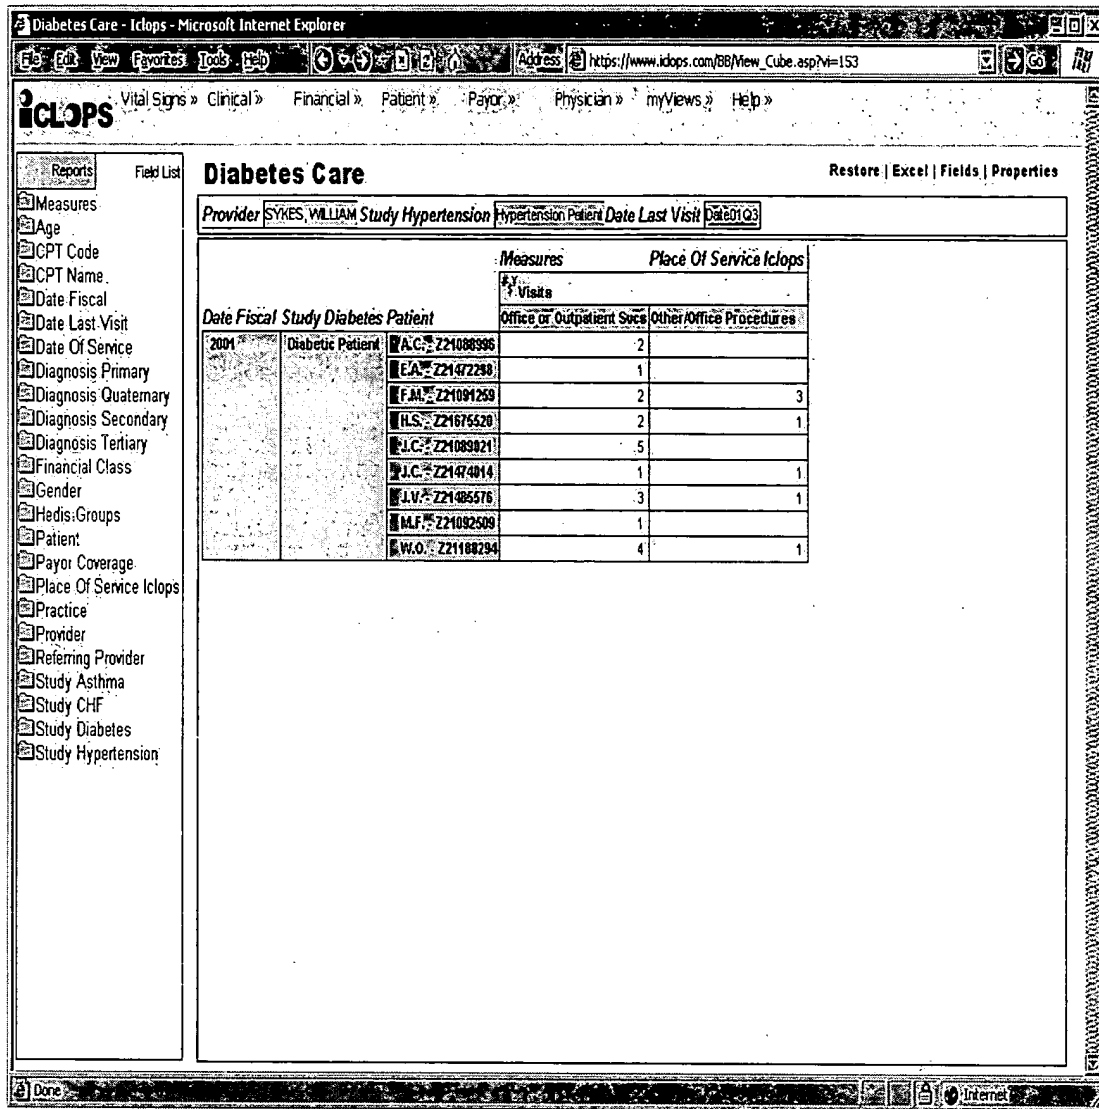 Diabetes Care - Iclops - Microsoft Internet Explorer
File Edit View Favorites Tools Help Address https://www.iclops.com/BB/View_Cube.asp?vi=153 Go
iCLOPS Vital Signs » Clinical » Financial » Patient » Payor » Physician » myViews » Help »
Reports Field List
Diabetes Care Restore | Excel | Fields | Properties
Measures
Age
CPT Code
CPT Name
Date Fiscal
Date Last Visit
Date Of Service
Diagnosis Primary
Diagnosis Quaternary
Diagnosis Secondary
Diagnosis Tertiary
Financial Class
Gender
Hedis Groups
Patient
Payor Coverage
Place Of Service Iclops
Practice
Provider
Referring Provider
Study Asthma
Study CHF
Study Diabetes
Study Hypertension
Provider SYKES, WILLIAM Study Hypertension Hypertension Patient Date Last Visit Date01Q3
Measures Place Of Service Iclops
Visits
Date Fiscal Study Diabetes Patient Office or Outpatient Svcs Other/Office Procedures
2001 Diabetic Patient A.C. - Z21088996 2
E.A. - Z21472298 1
F.M. - Z21091259 2 3
H.S. - Z21675520 2 1
J.C. - Z21089021 5
J.C. - Z21474014 1 1
J.V. - Z21485576 3 1
M.F. - Z21092509 1
W.O. - Z21188294 4 1
Done Internet